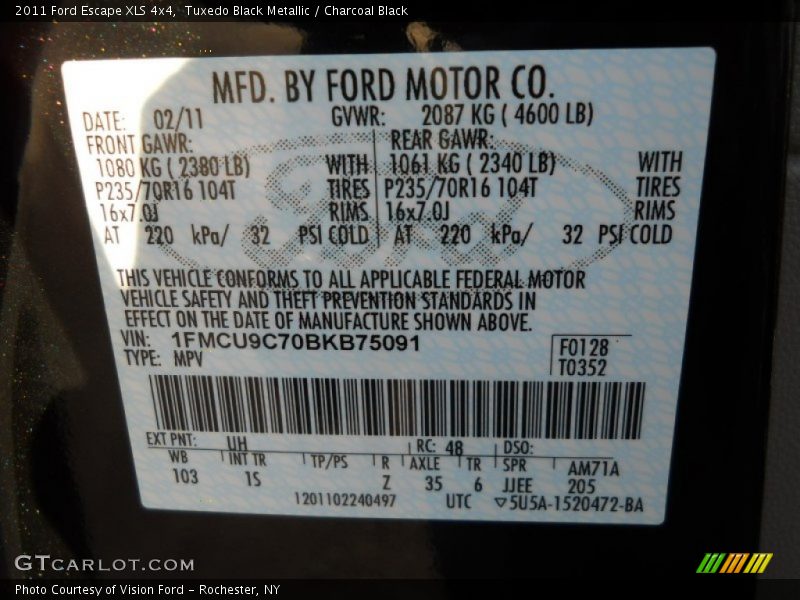 2011 Ford Escape XLS 4x4,  Tuxedo Black Metallic / Charcoal Black
MFD. BY FORD MOTOR CO.
DATE: 02/11 GVWR: 2087 KG ( 4600 LB)
FRONT GAWR: REAR GAWR:
1080 KG ( 2380 LB) WITH 1061 KG ( 2340 LB) WITH
P235/70R16 104T TIRES P235/70R16 104T TIRES
16x7.0J RIMS 16x7.0J RIMS
AT 220 kPa/ 32 PSI COLD AT 220 kPa/ 32 PSI COLD
Ford
THIS VEHICLE CONFORMS TO ALL APPLICABLE FEDERAL MOTOR
VEHICLE SAFETY AND THEFT PREVENTION STANDARDS IN
EFFECT ON THE DATE OF MANUFACTURE SHOWN ABOVE.
VIN: 1FMCU9C70BKB75091
TYPE: MPV
F0128
T0352
EXT PNT: UH RC: 48 DSO:
WB INT TR TP/PS R AXLE TR SPR AM71A
103 1S Z 35 6 JJEE 205
1201102240497 UTC ▽5U5A-1520472-BA
GTCARLOT.COM
Photo Courtesy of Vision Ford – Rochester, NY